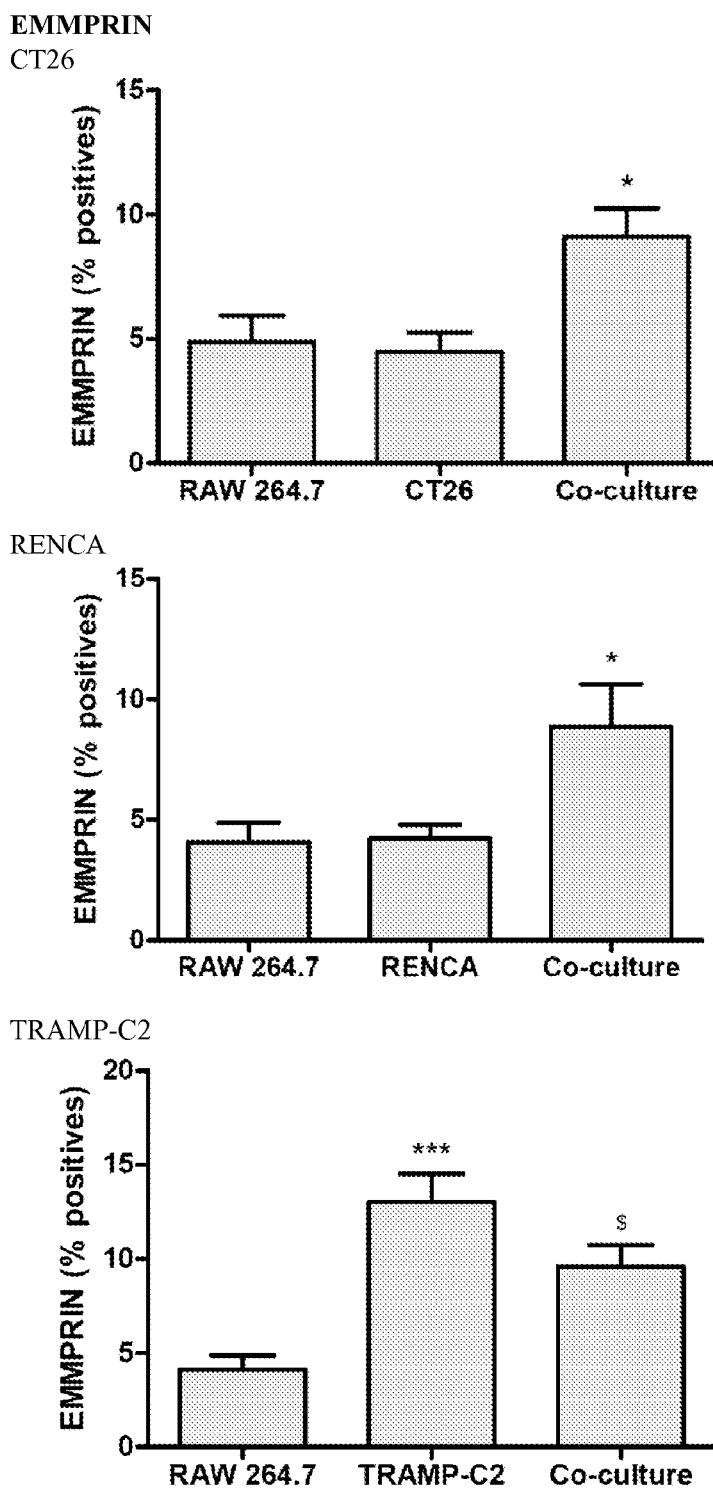 EMMPRIN
CT26
EMMPRIN (% positives)
15
10
5
0
*
RAW 264.7 CT26 Co-culture
RENCA
EMMPRIN (% positives)
15
10
5
0
*
RAW 264.7 RENCA Co-culture
TRAMP-C2
EMMPRIN (% positives)
20
15
10
5
0
***
$
RAW 264.7 TRAMP-C2 Co-culture